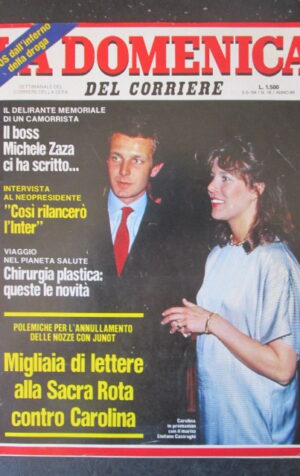 SOS dall'inferno
della droga
LA DOMENICA
DEL CORRIERE
SETTIMANALE DEL
CORRIERE DELLA SERA
L. 1.500
IL DELIRANTE MEMORIALE
DI UN CAMORRISTA
Il boss
Michele Zaza
ci ha scritto...
INTERVISTA
AL NEOPRESIDENTE
"Così rilancerò
l'Inter"
VIAGGIO
NEL PIANETA SALUTE
Chirurgia plastica:
queste le novità
POLEMICHE PER L'ANNULLAMENTO
DELLE NOZZE CON JUNOT
Migliaia di lettere
alla Sacra Rota
contro Carolina
Carolina
in premaman
con il marito
Stefano Casiraghi